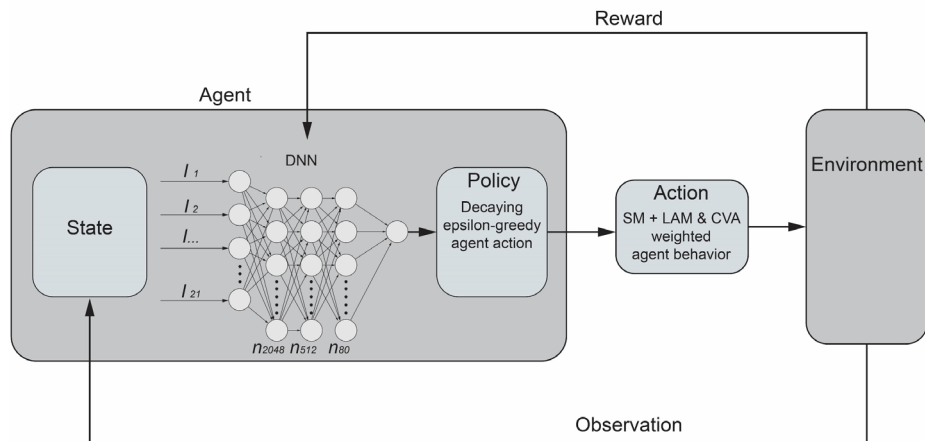 Reward
Agent
DNN
Environment
State
I 1
I 2
I...
I 21
n2048 n512 n80
Policy
Decaying
epsilon-greedy
agent action
Action
SM + LAM & CVA
weighted
agent behavior
Observation